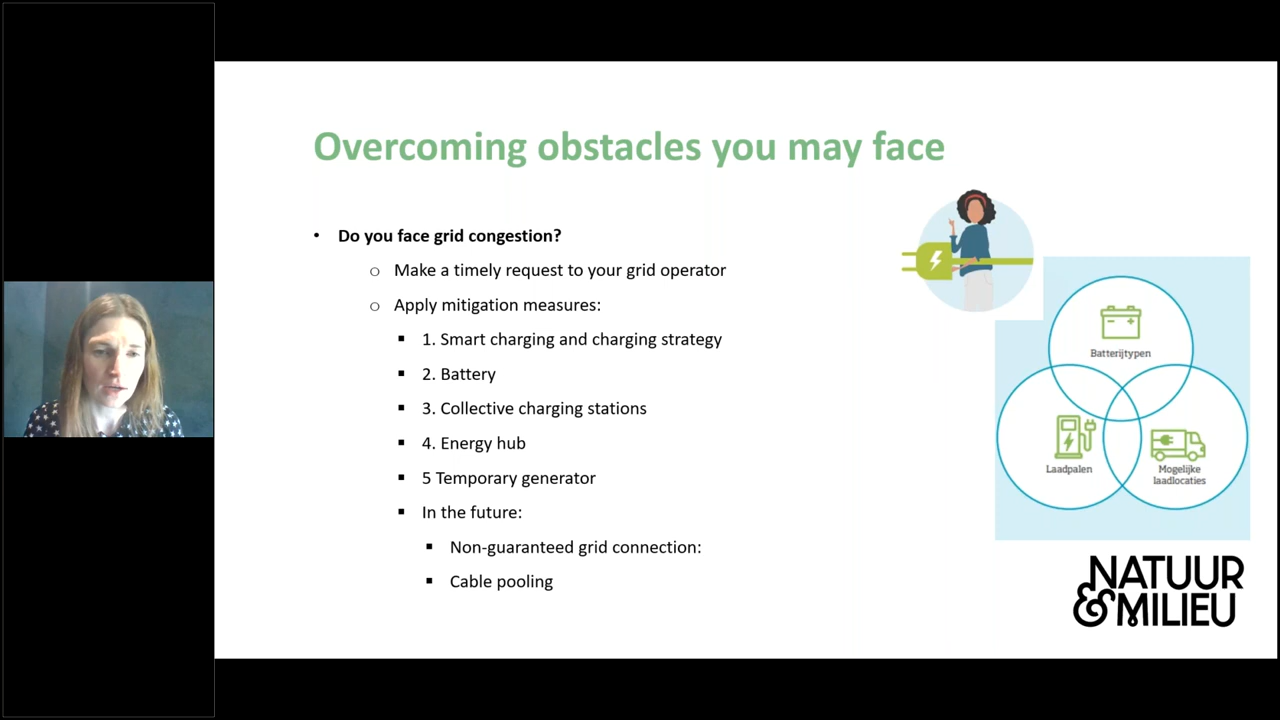 Overcoming obstacles you may face
• Do you face grid congestion?
o Make a timely request to your grid operator
o Apply mitigation measures:
▪ 1. Smart charging and charging strategy
▪ 2. Battery
▪ 3. Collective charging stations
▪ 4. Energy hub
▪ 5 Temporary generator
▪ In the future:
▪ Non-guaranteed grid connection:
▪ Cable pooling
Batterijtypen
Laadpalen
Mogelijke
laadlocaties
NATUUR
&MILIEU